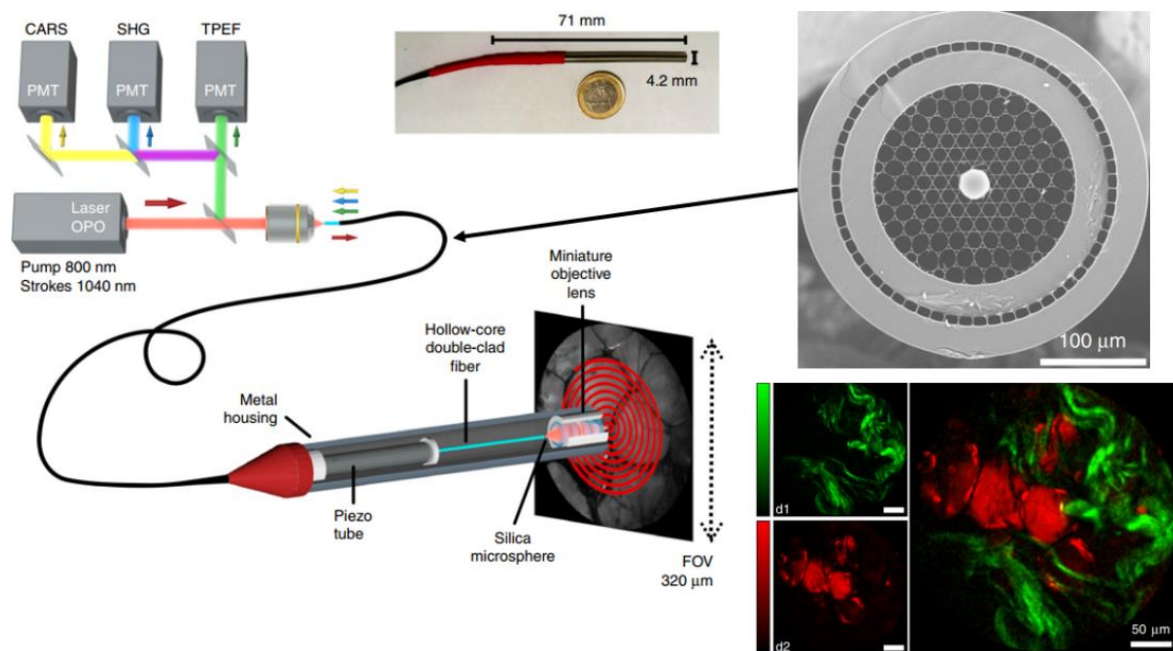 CARS
SHG
TPEF
PMT
PMT
PMT
Laser
OPO
Pump 800 nm
Strokes 1040 nm
71 mm
4.2 mm
100 μm
Miniature
objective
lens
Hollow-core
double-clad
fiber
Metal
housing
Piezo
tube
Silica
microsphere
FOV
320 μm
d1
d2
50 μm